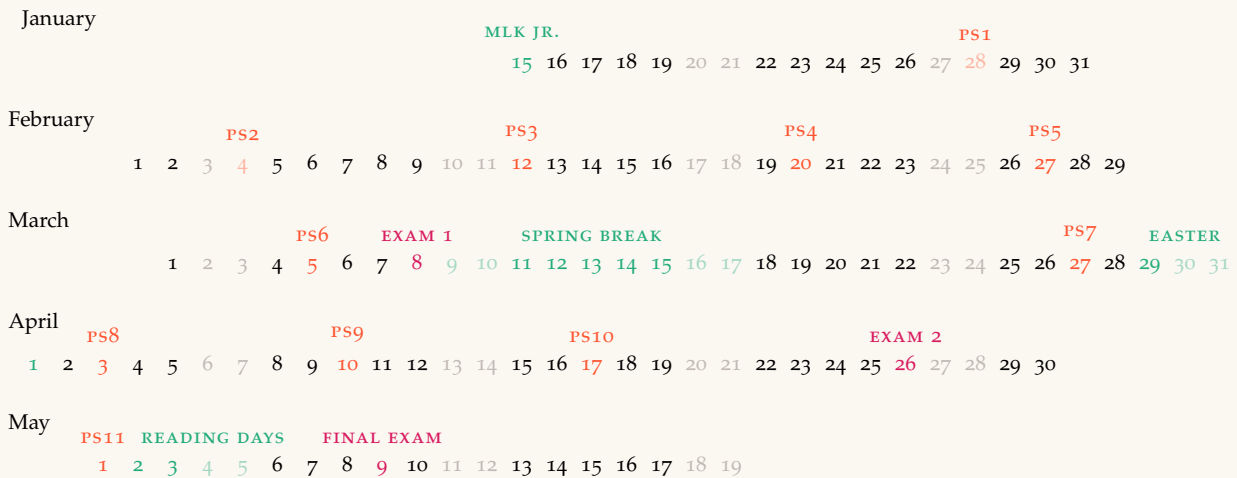 January
MLK JR. PS1
15 16 17 18 19 20 21 22 23 24 25 26 27 28 29 30 31
February
PS2 PS3 PS4 PS5
1 2 3 4 5 6 7 8 9 10 11 12 13 14 15 16 17 18 19 20 21 22 23 24 25 26 27 28 29
March
PS6 EXAM 1 SPRING BREAK PS7 EASTER
1 2 3 4 5 6 7 8 9 10 11 12 13 14 15 16 17 18 19 20 21 22 23 24 25 26 27 28 29 30 31
April
PS8 PS9 PS10 EXAM 2
1 2 3 4 5 6 7 8 9 10 11 12 13 14 15 16 17 18 19 20 21 22 23 24 25 26 27 28 29 30
May
PS11 READING DAYS FINAL EXAM
1 2 3 4 5 6 7 8 9 10 11 12 13 14 15 16 17 18 19